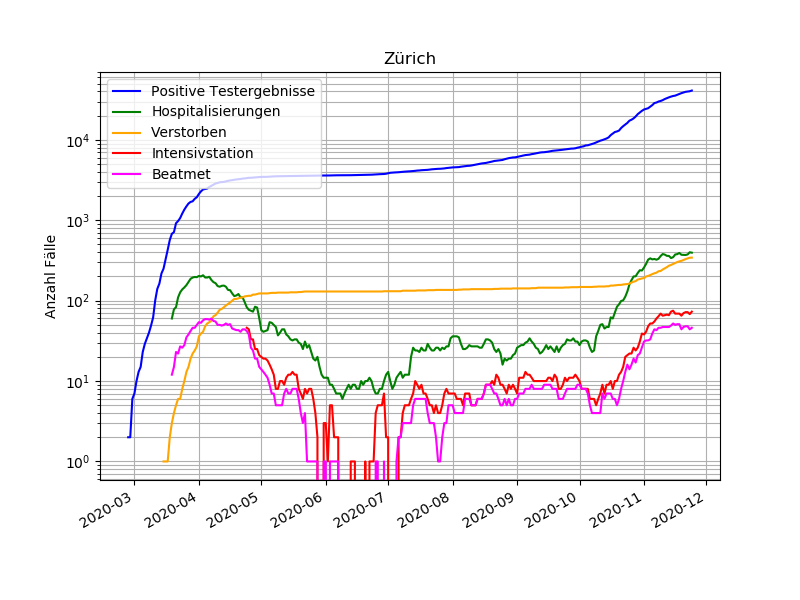 Zürich
Positive Testergebnisse
Hospitalisierungen
Verstorben
Intensivstation
Beatmet
Anzahl Fälle
10^4
10^3
10^2
10^1
10^0
2020-03
2020-04
2020-05
2020-06
2020-07
2020-08
2020-09
2020-10
2020-11
2020-12